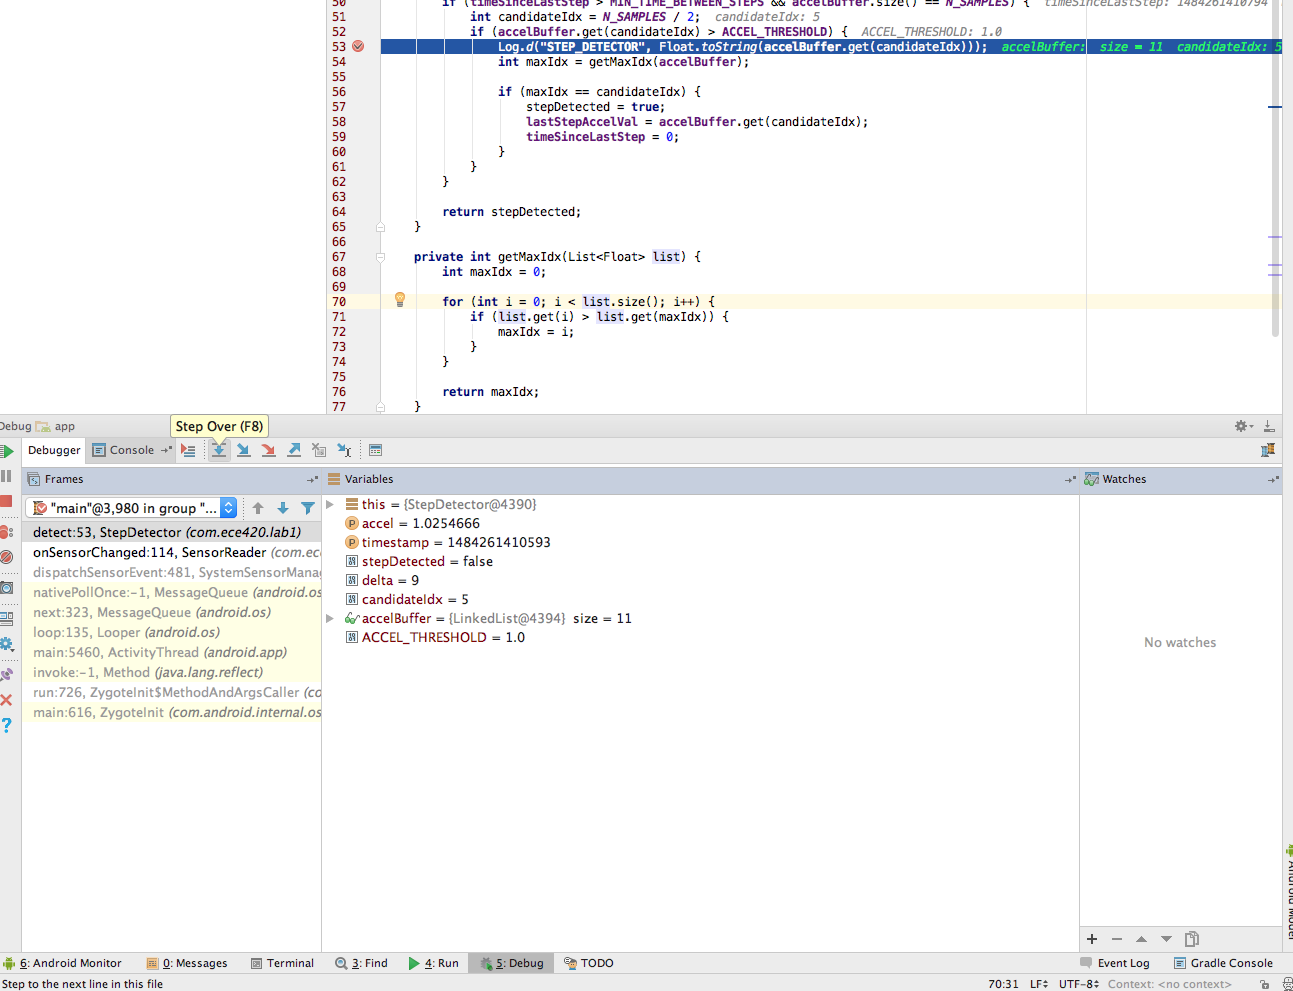 50 if (timeSinceLastStep > MIN_TIME_BETWEEN_STEPS && accelBuffer.size() == N_SAMPLES) { timeSinceLastStep: 1484261410794
51 int candidateIdx = N_SAMPLES / 2; candidateIdx: 5
52 if (accelBuffer.get(candidateIdx) > ACCEL_THRESHOLD) { ACCEL_THRESHOLD: 1.0
53 Log.d("STEP_DETECTOR", Float.toString(accelBuffer.get(candidateIdx))); accelBuffer: size = 11 candidateIdx: 5
54 int maxIdx = getMaxIdx(accelBuffer);
55
56 if (maxIdx == candidateIdx) {
57 stepDetected = true;
58 lastStepAccelVal = accelBuffer.get(candidateIdx);
59 timeSinceLastStep = 0;
60 }
61 }
62 }
63
64 return stepDetected;
65 }
66
67 private int getMaxIdx(List<Float> list) {
68 int maxIdx = 0;
69
70 for (int i = 0; i < list.size(); i++) {
71 if (list.get(i) > list.get(maxIdx)) {
72 maxIdx = i;
73 }
74 }
75
76 return maxIdx;
77 }
Debug app
Step Over (F8)
Debugger Console
Frames
Variables
Watches
"main"@3,980 in group "...
detect:53, StepDetector (com.ece420.lab1)
onSensorChanged:114, SensorReader (com.ece
dispatchSensorEvent:481, SystemSensorManag
nativePollOnce:-1, MessageQueue (android.os
next:323, MessageQueue (android.os)
loop:135, Looper (android.os)
main:5460, ActivityThread (android.app)
invoke:-1, Method (java.lang.reflect)
run:726, ZygoteInit$MethodAndArgsCaller (co
main:616, ZygoteInit (com.android.internal.os
this = {StepDetector@4390}
accel = 1.0254666
timestamp = 1484261410593
stepDetected = false
delta = 9
candidateIdx = 5
accelBuffer = {LinkedList@4394} size = 11
ACCEL_THRESHOLD = 1.0
No watches
Android Model
6: Android Monitor 0: Messages Terminal 3: Find 4: Run 5: Debug TODO Event Log Gradle Console
Step to the next line in this file 70:31 LF UTF-8 Context: <no context>